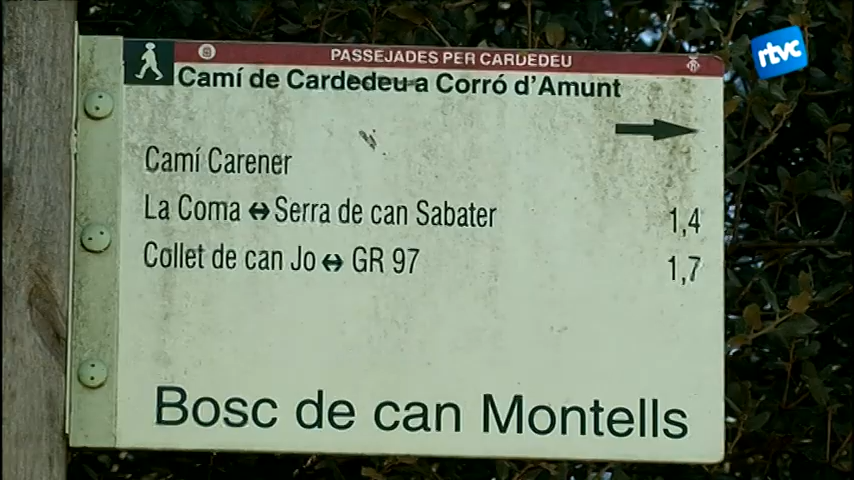 PASSEJADES PER CARDEDEU
rtvc
Camí de Cardedeu a Corró d'Amunt
Camí Carener
La Coma ↔ Serra de can Sabater 1,4
Collet de can Jo ↔ GR 97 1,7
Bosc de can Montells